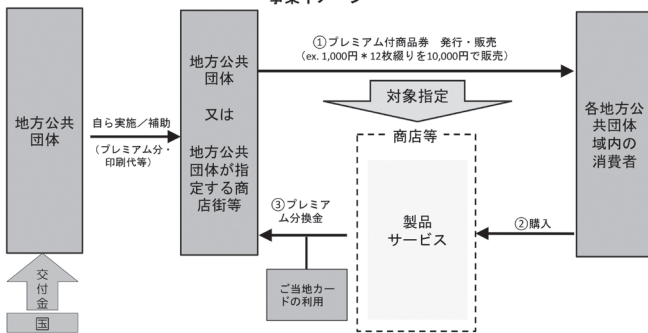 ①プレミアム付商品券 発行・販売
（ex. 1,000円＊12枚綴りを10,000円で販売）
地方公共
団体
自ら実施／補助
（プレミアム分・
印刷代等）
地方公共
団体
又は
地方公共
団体が指
定する商
店街等
対象指定
商店等
製品
サービス
各地方公
共団体
域内の
消費者
②購入
③プレミア
ム分換金
ご当地カー
ドの利用
交
付
金
国